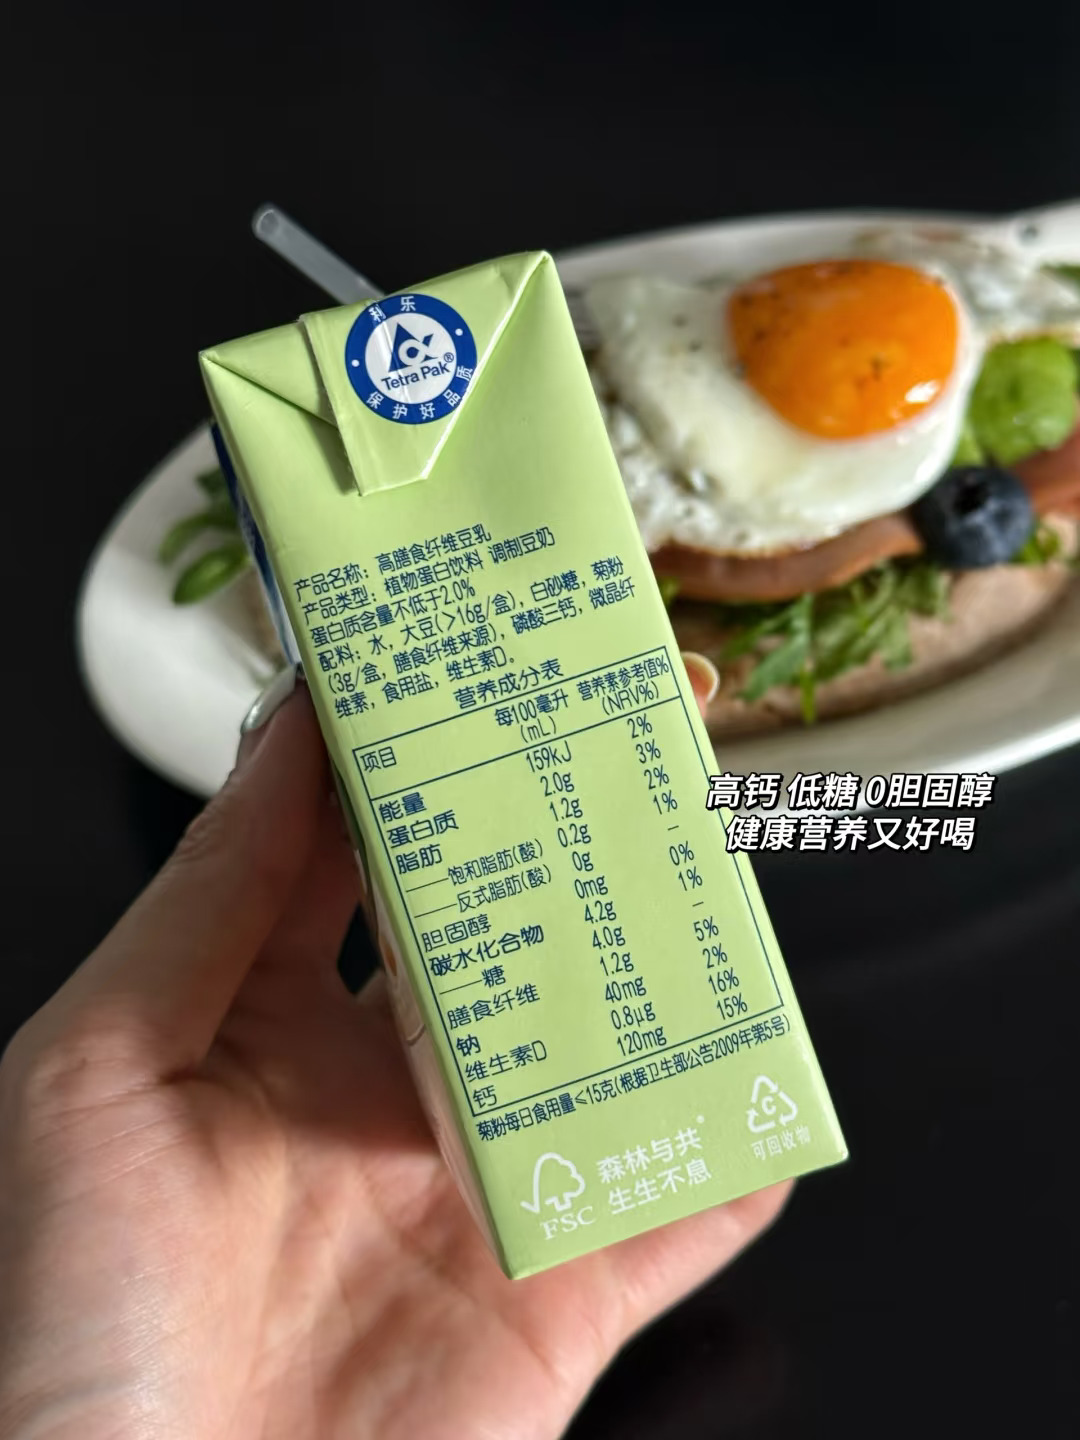 利乐
Tetra Pak®
保护好品质
产品名称：高膳食纤维豆乳
产品类型：植物蛋白饮料 调制豆奶
蛋白质含量不低于2.0%
配料：水，大豆(>16g/盒)，白砂糖，菊粉
(3g/盒，膳食纤维来源)，磷酸三钙，微晶纤
维素，食用盐，维生素D。
营养成分表
项目 每100毫升(mL) 营养素参考值%(NRV%)
能量 159kJ 2%
蛋白质 2.0g 3%
脂肪 1.2g 2%
——饱和脂肪(酸) 0.2g 1%
——反式脂肪(酸) 0g –
胆固醇 0mg 0%
碳水化合物 4.2g 1%
——糖 4.0g –
膳食纤维 1.2g 5%
钠 40mg 2%
维生素D 0.8μg 16%
钙 120mg 15%
菊粉每日食用量≤15克(根据卫生部公告2009年第5号)
FSC
森林与共
生生不息
C
可回收物
高钙 低糖 0胆固醇
健康营养又好喝